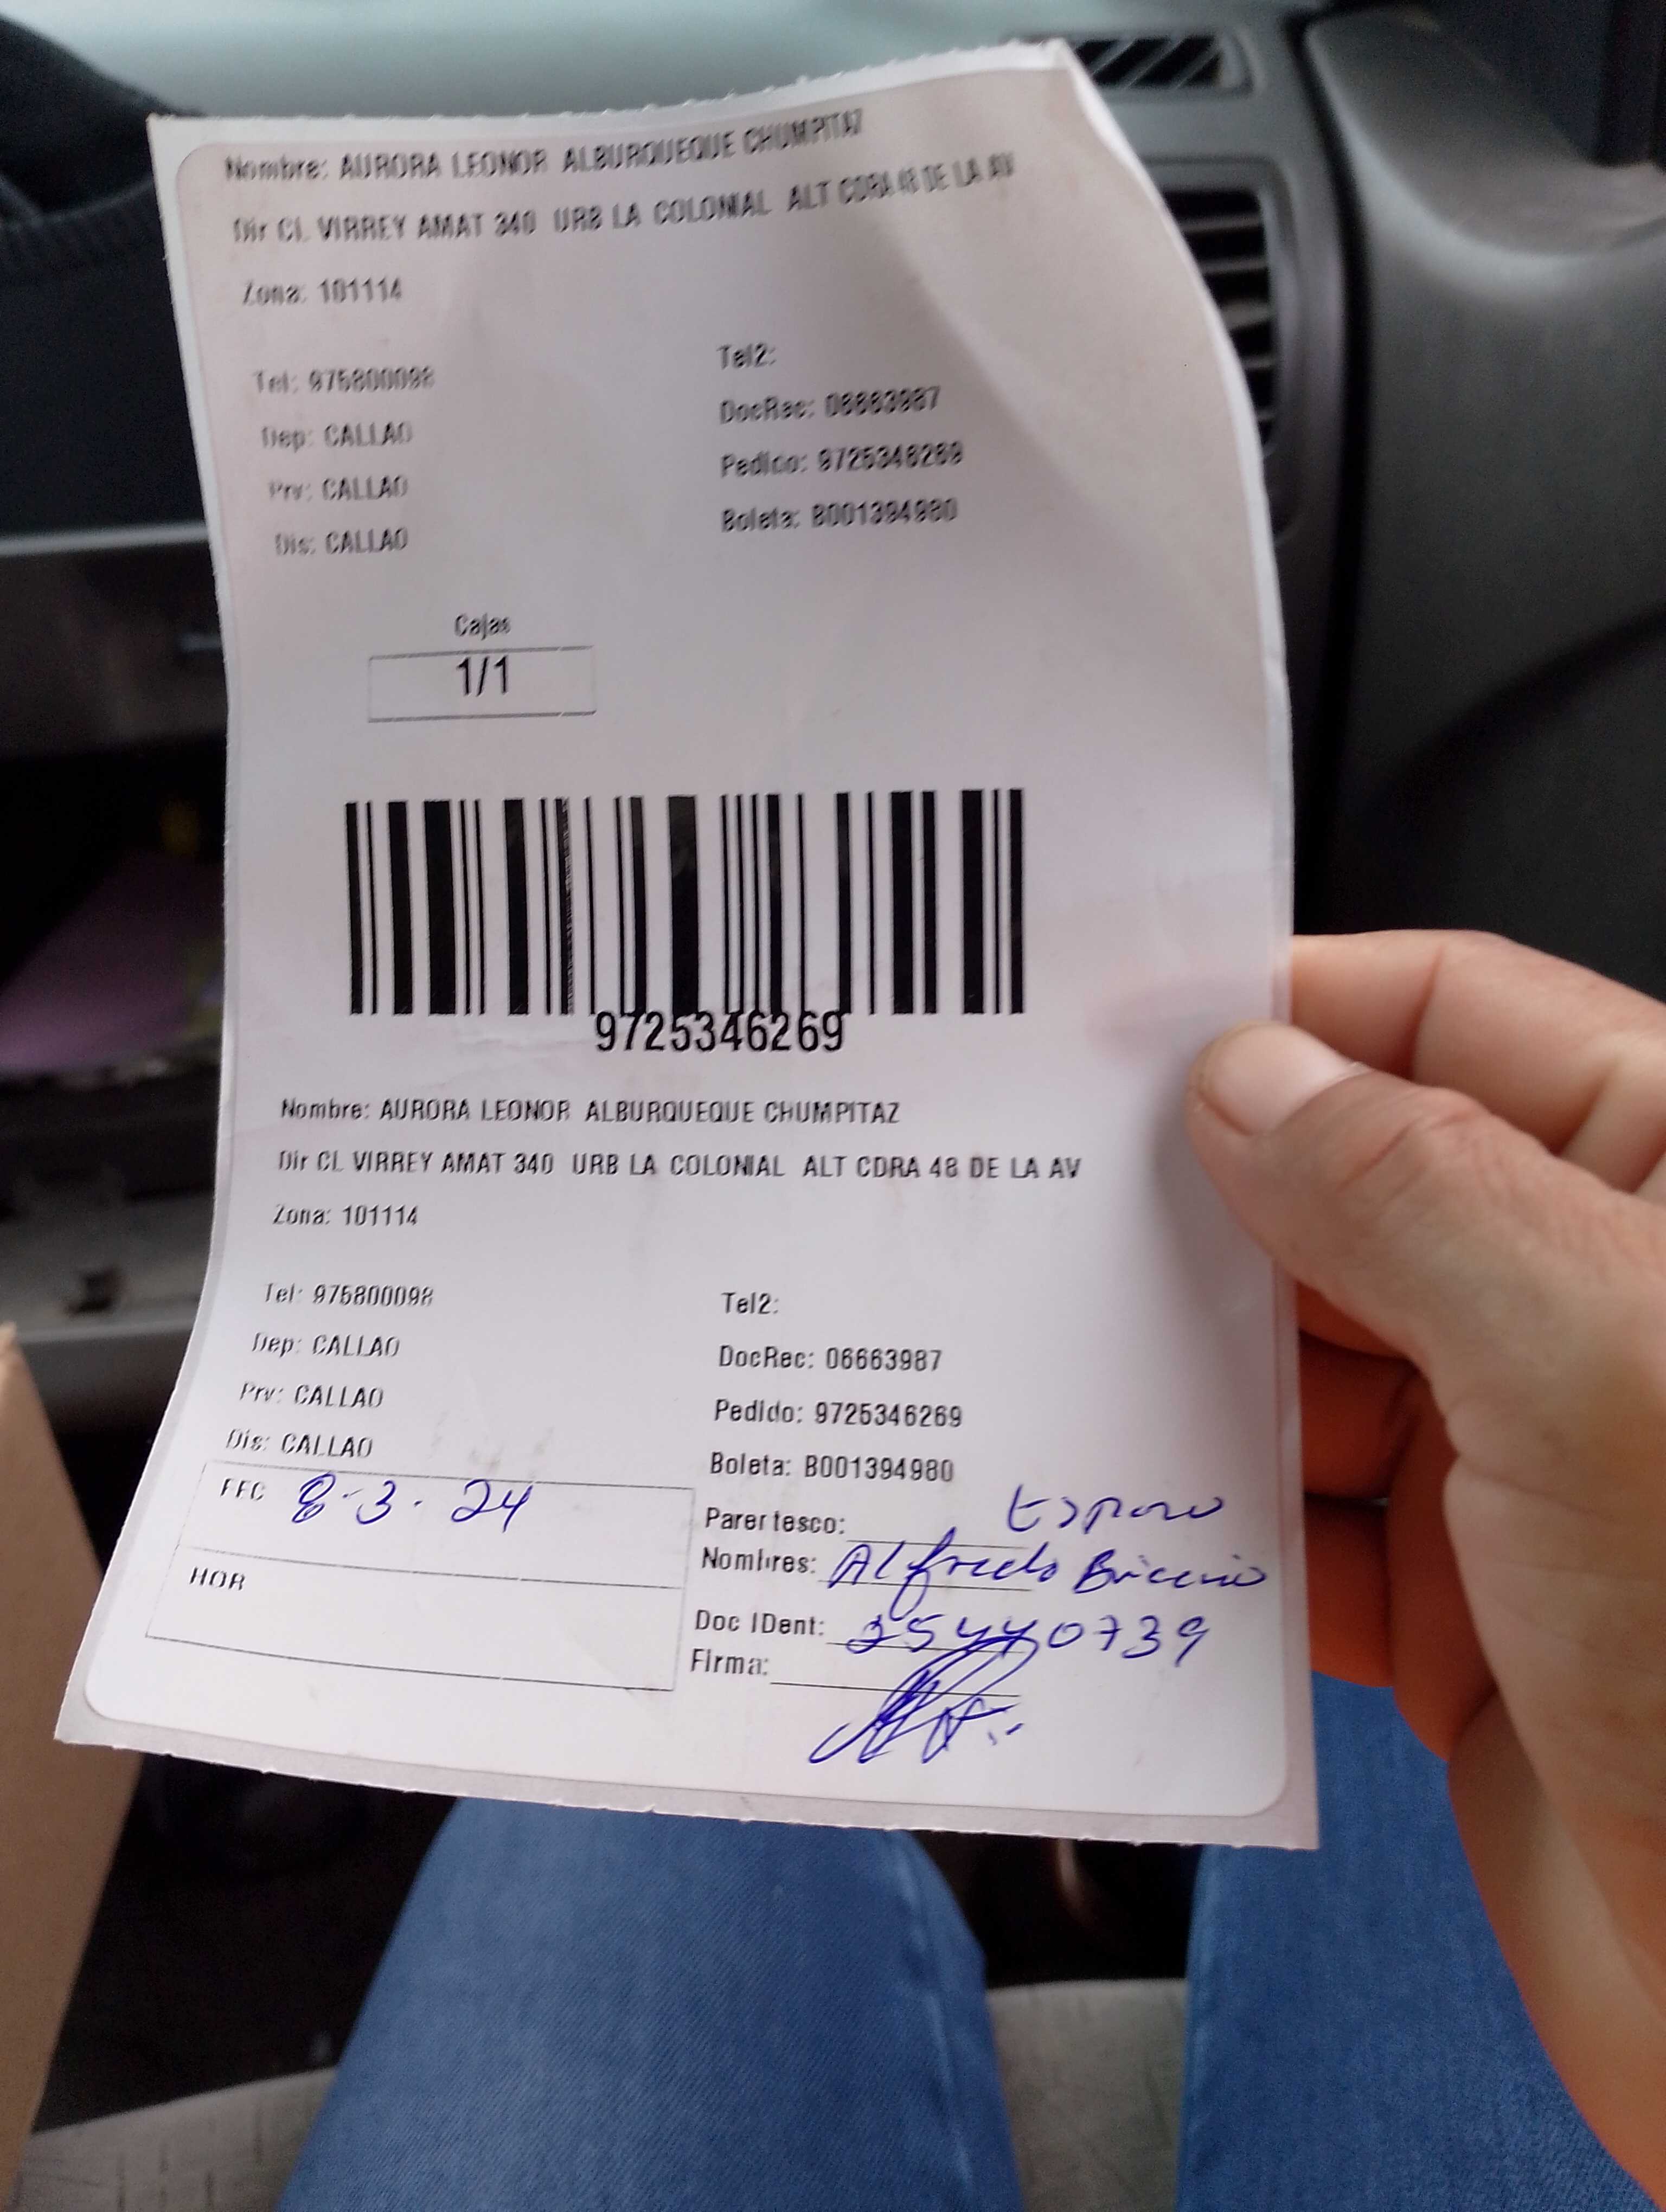 Nombre: AURORA LEONOR ALBURQUEQUE CHUMPITAZ
Dir CL VIRREY AMAT 340 URB LA COLONIAL ALT CDRA 48 DE LA AV
Zona: 101114
Tel: 975800098
Tel2:
Dep: CALLAO
DocRec: 06663987
Prv: CALLAO
Pedido: 9725346269
Dis: CALLAO
Boleta: B001394980
Cajas
1/1
9725346269
Nombre: AURORA LEONOR ALBURQUEQUE CHUMPITAZ
Dir CL VIRREY AMAT 340 URB LA COLONIAL ALT CDRA 48 DE LA AV
Zona: 101114
Tel: 975800098
Tel2:
Dep: CALLAO
DocRec: 06663987
Prv: CALLAO
Pedido: 9725346269
Dis: CALLAO
Boleta: B001394980
FEC 8-3-24
HOR
Parentesco: Esposo
Nombres: Alfredo Briceño
Doc IDent: 25440739
Firma: